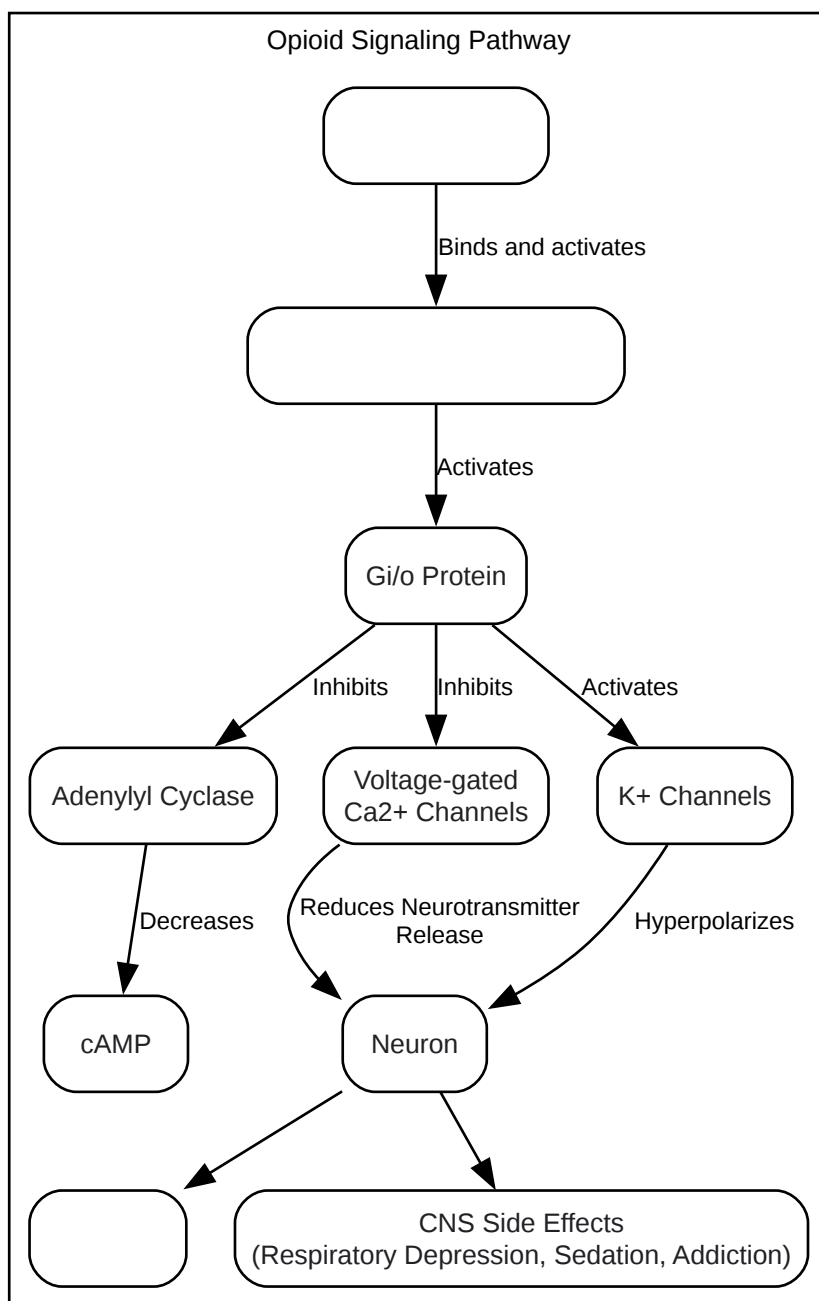 Opioid Signaling Pathway
Binds and activates
Activates
Gi/o Protein
Inhibits
Inhibits
Activates
Adenylyl Cyclase
Voltage-gated
Ca2+ Channels
K+ Channels
Decreases
Reduces Neurotransmitter
Release
Hyperpolarizes
cAMP
Neuron
CNS Side Effects
(Respiratory Depression, Sedation, Addiction)